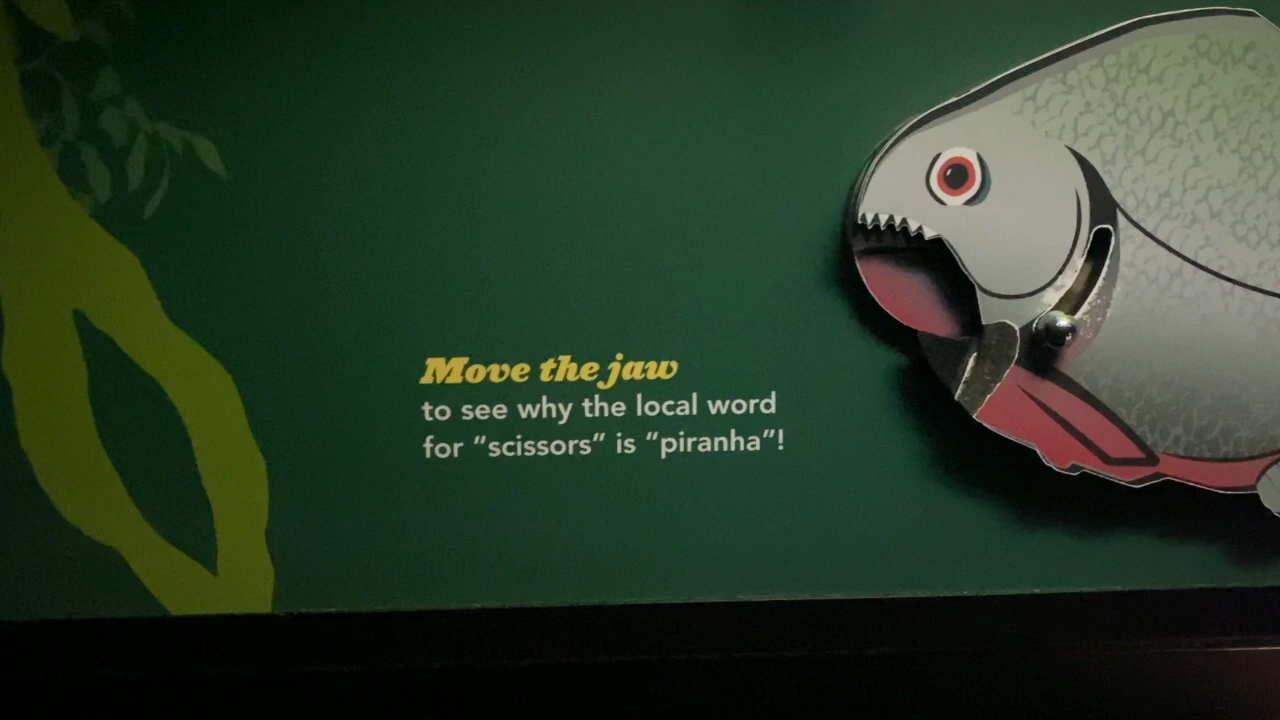 Move the jaw
to see why the local word
for “scissors” is “piranha”!